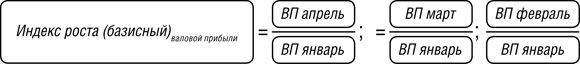 Индекс роста (базисный)валовой прибыли = ВП апрель / ВП январь ; = ВП март / ВП январь ; ВП февраль / ВП январь